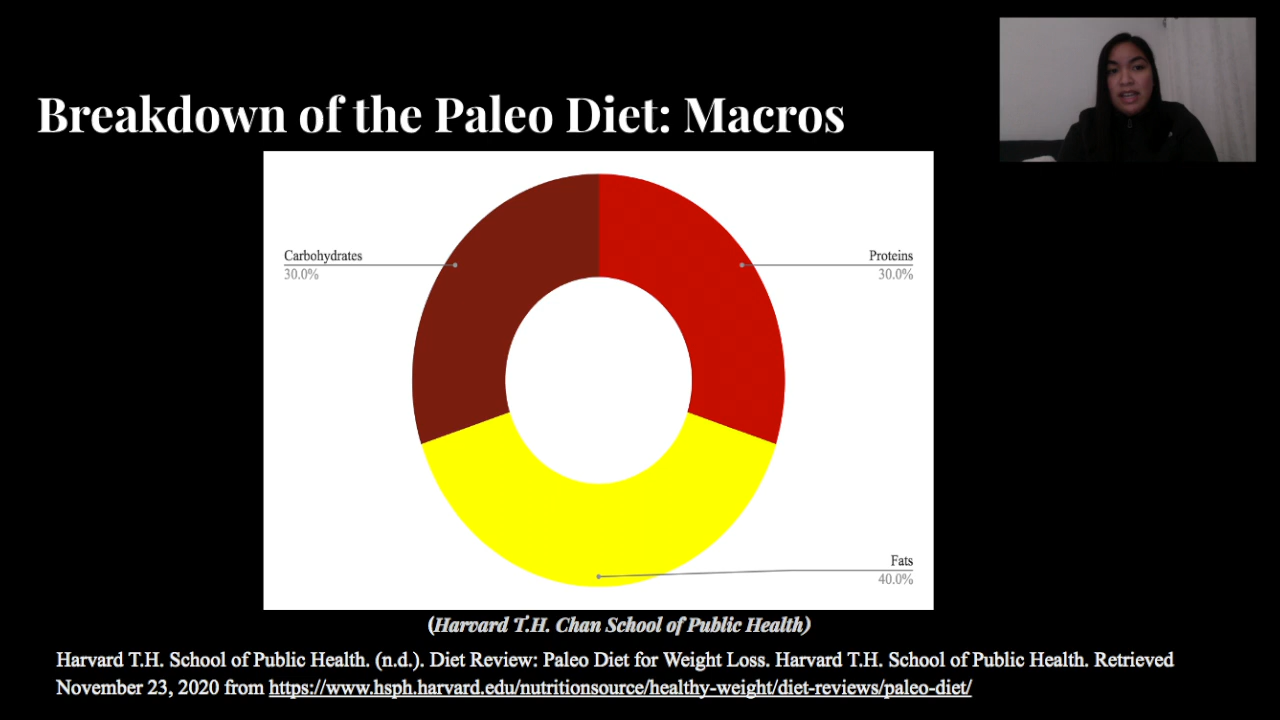 Breakdown of the Paleo Diet: Macros
Carbohydrates
30.0%
Proteins
30.0%
Fats
40.0%
(Harvard T.H. Chan School of Public Health)
Harvard T.H. School of Public Health. (n.d.). Diet Review: Paleo Diet for Weight Loss. Harvard T.H. School of Public Health. Retrieved
November 23, 2020 from https://www.hsph.harvard.edu/nutritionsource/healthy-weight/diet-reviews/paleo-diet/